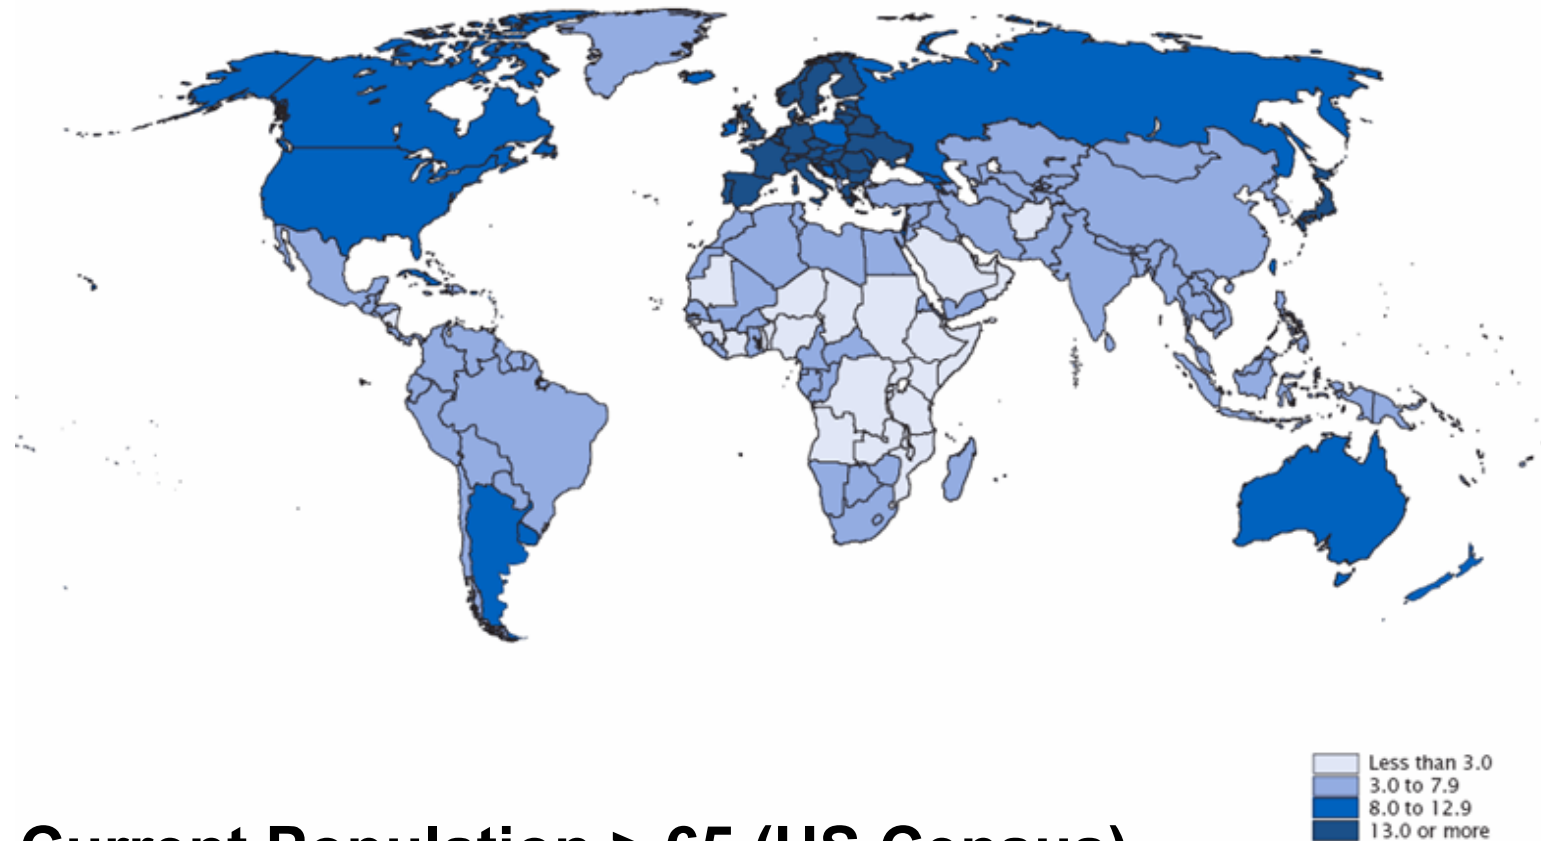 Less than 3.0
3.0 to 7.9
8.0 to 12.9
13.0 or more
Current Population > 65 (US Census)